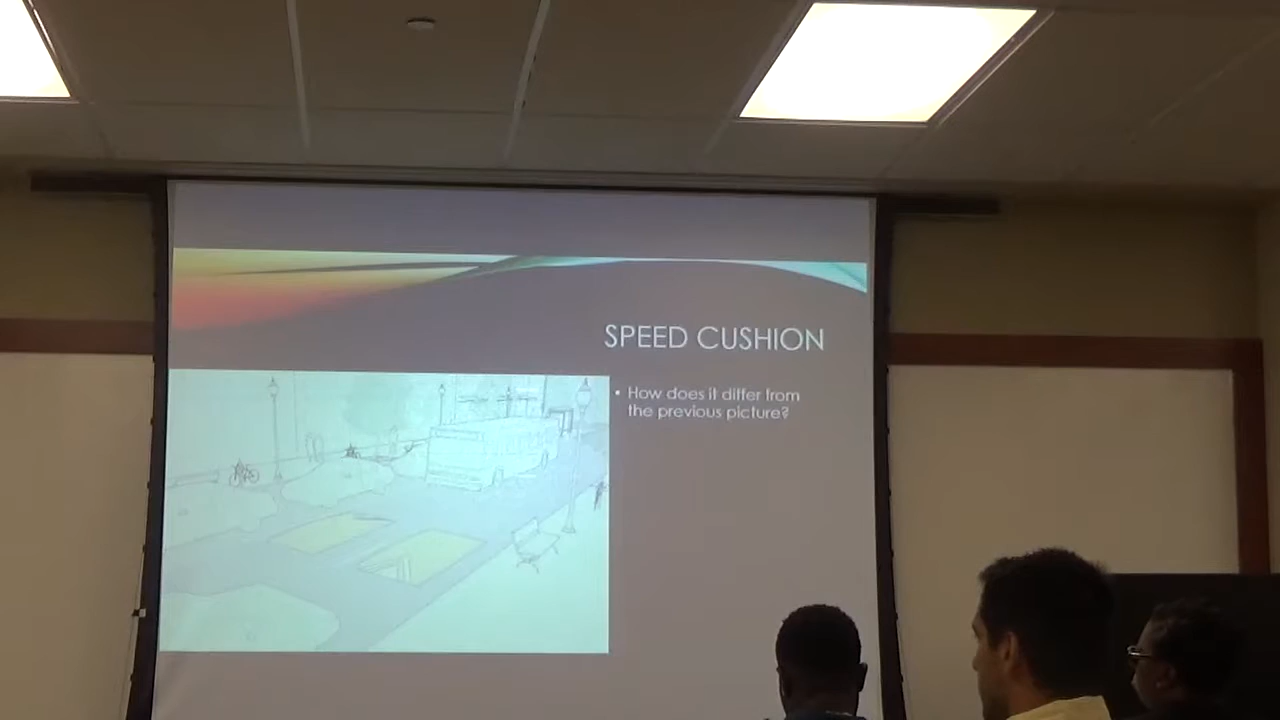 SPEED CUSHION
• How does it differ from
the previous picture?